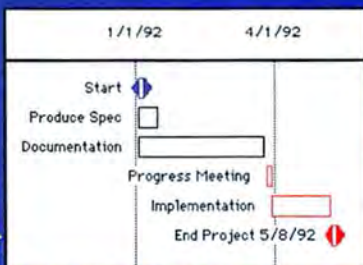 1/1/92 4/1/92
Start
Produce Spec
Documentation
Progress Meeting
Implementation
End Project 5/8/92